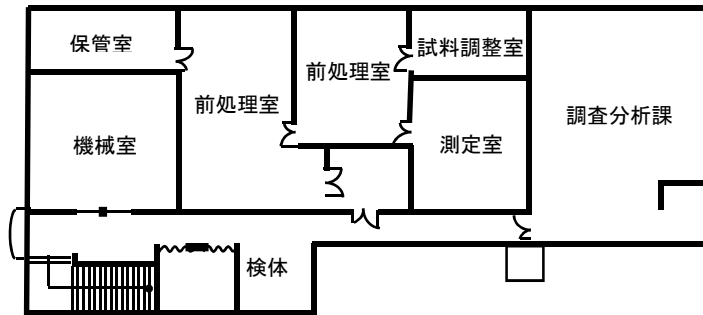 保管室
前処理室
前処理室
試料調整室
機械室
測定室
調査分析課
検体